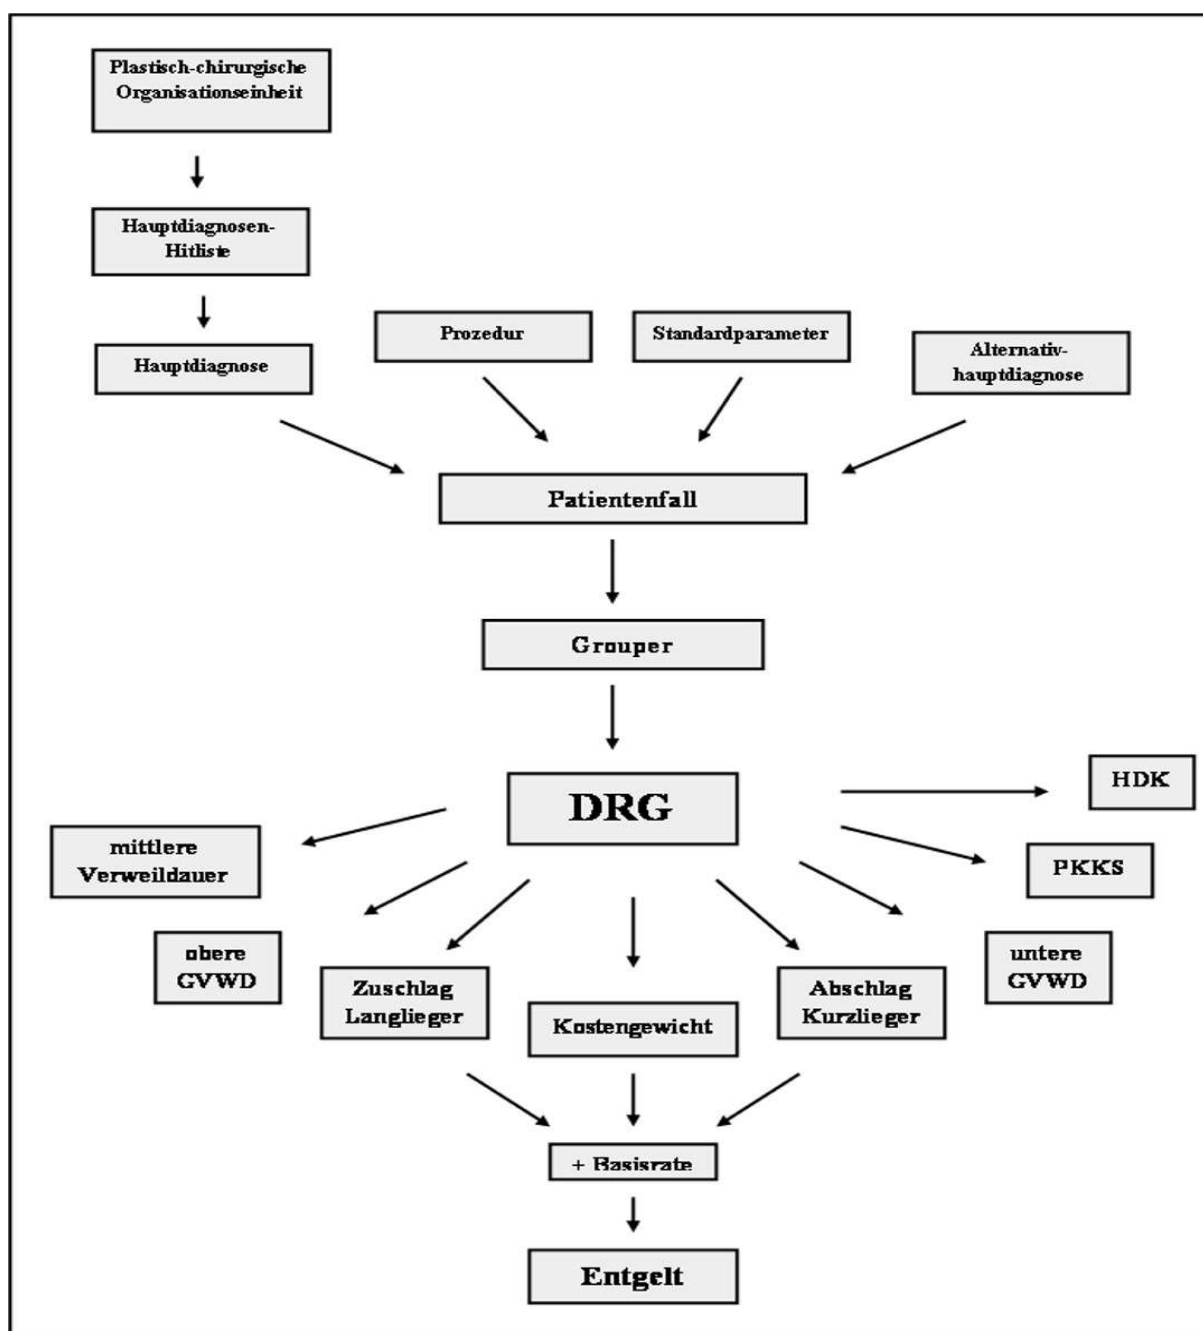 Plastisch-chirurgische
Organisationseinheit
Hauptdiagnosen-
Hitliste
Hauptdiagnose
Prozedur
Standardparameter
Alternativ-
hauptdiagnose
Patientenfall
Grouper
DRG
HDK
mittlere
Verweildauer
PKKS
obere
GVWD
Zuschlag
Langlieger
Kostengewicht
Abschlag
Kurzlieger
untere
GVWD
+ Basisrate
Entgelt